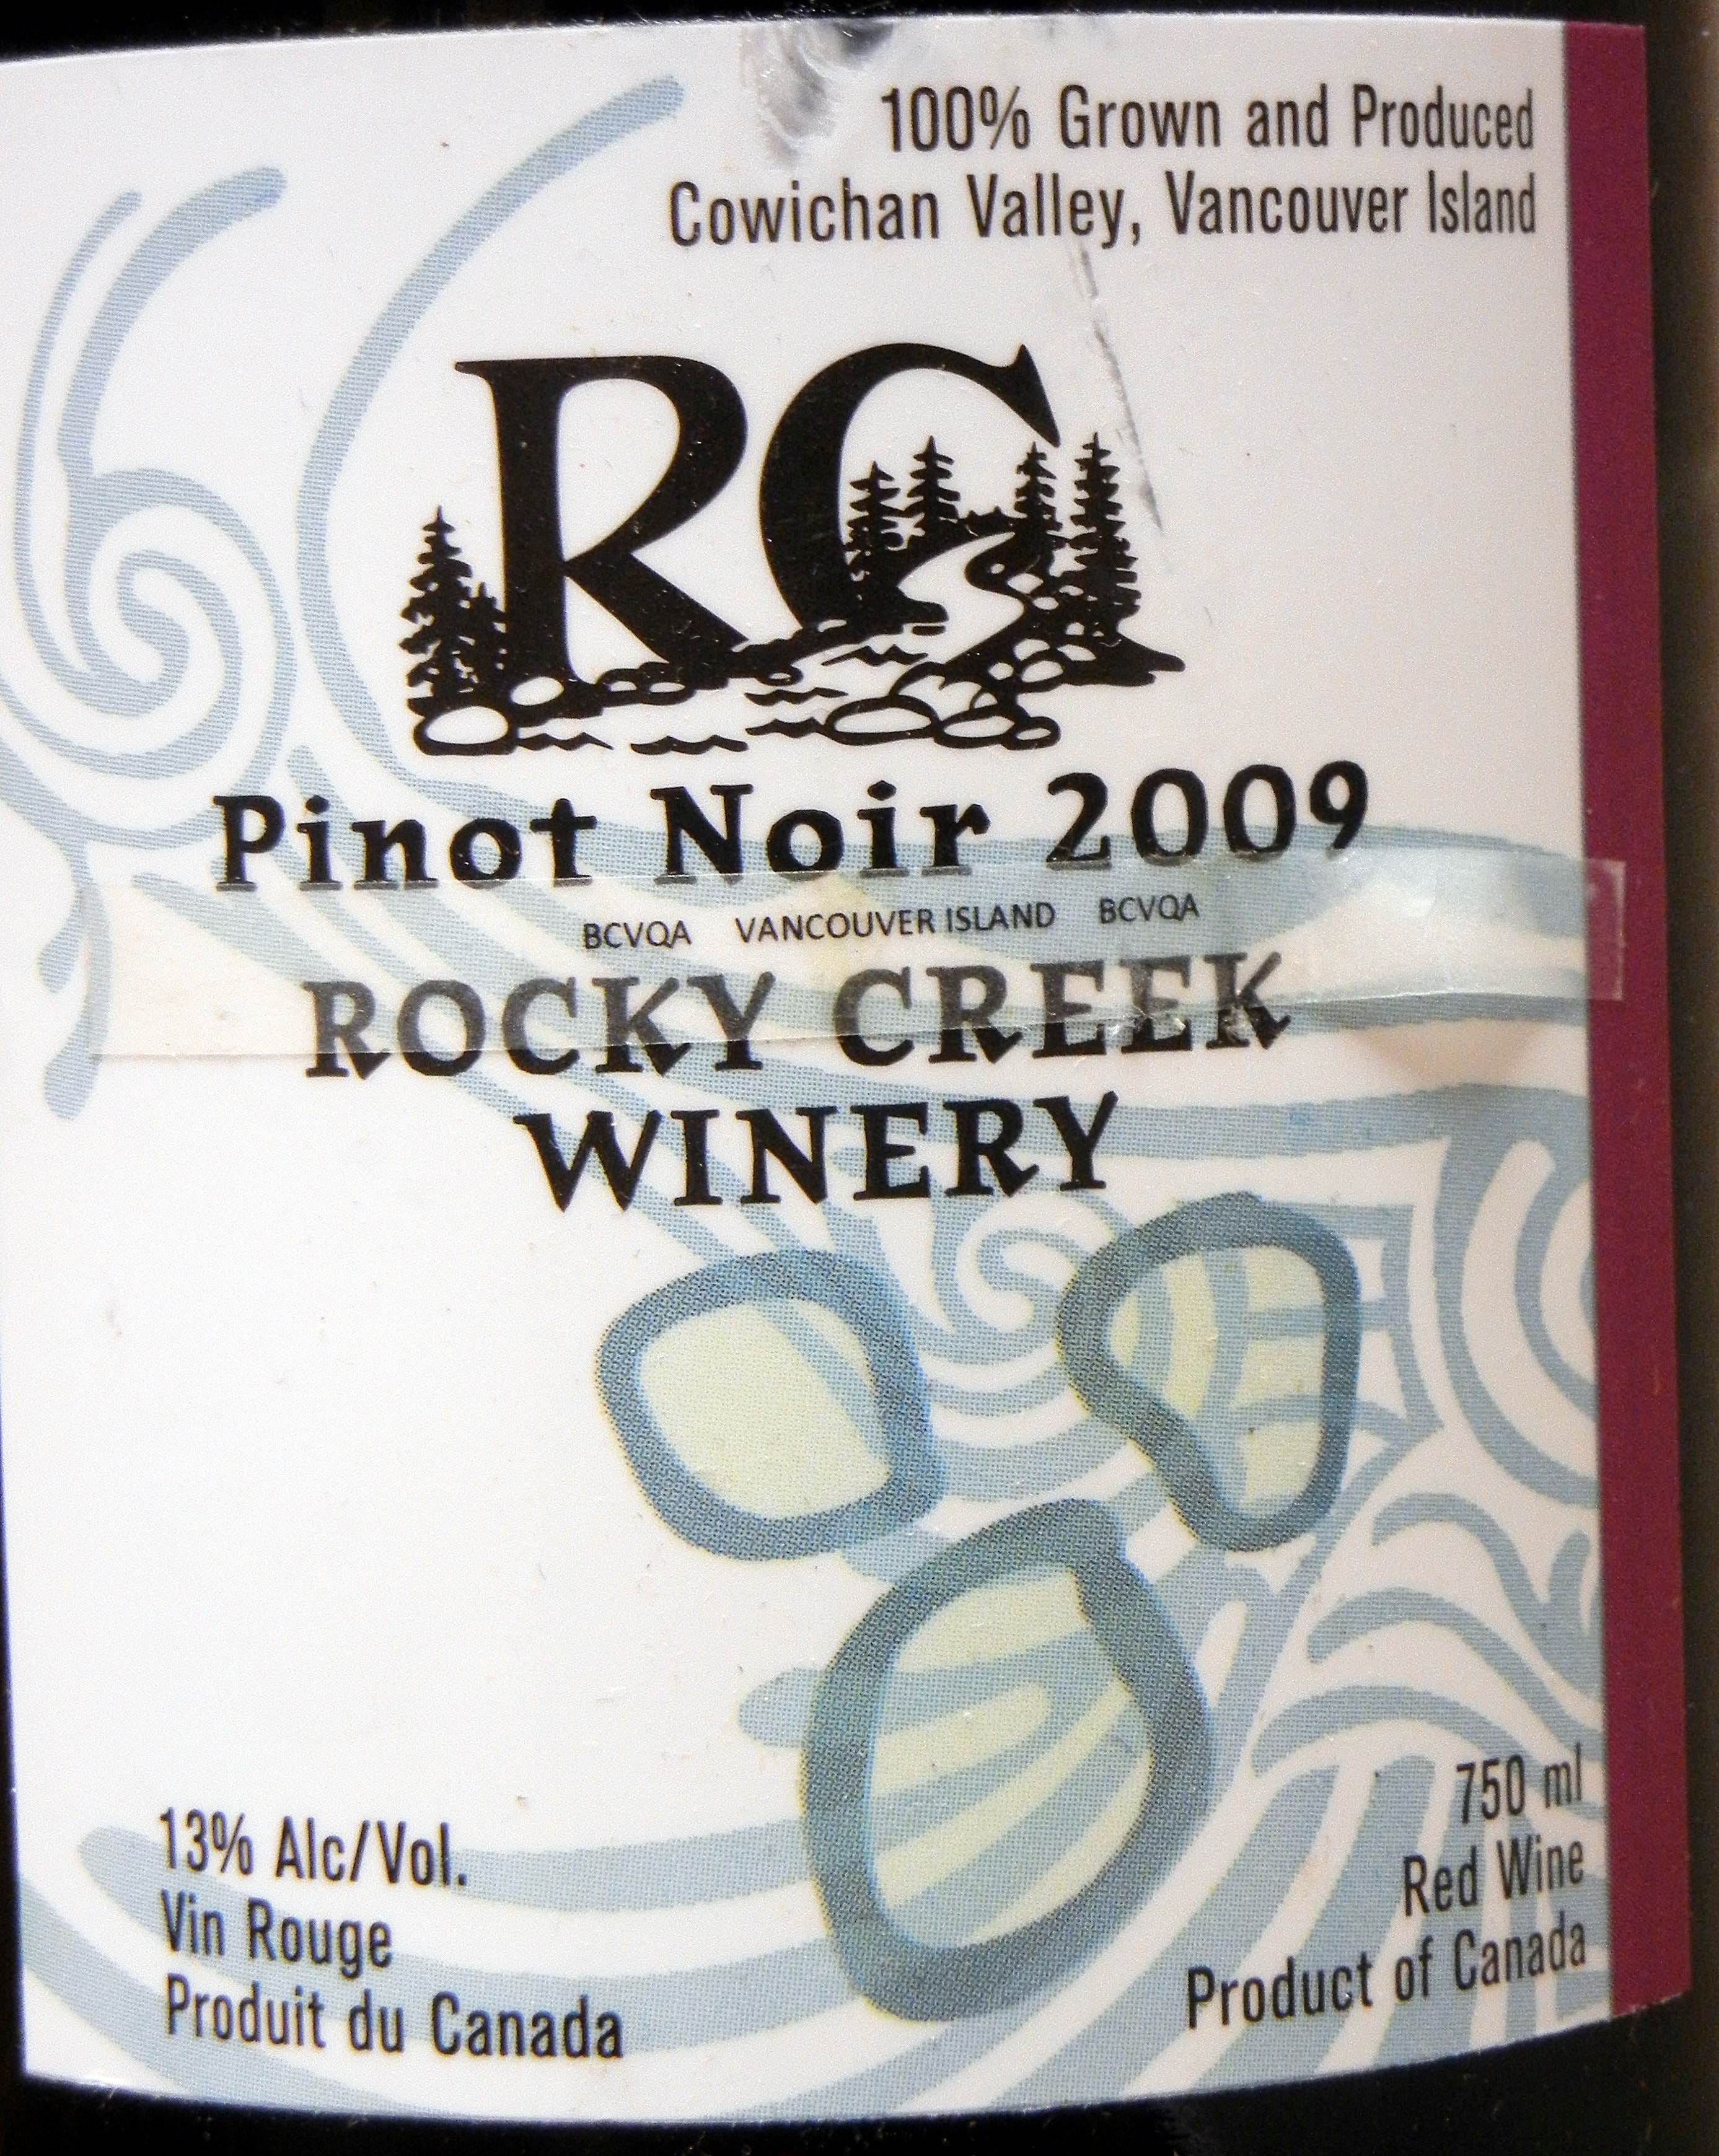 100% Grown and Produced
Cowichan Valley, Vancouver Island
RC
Pinot Noir 2009
BCVQA VANCOUVER ISLAND BCVQA
ROCKY CREEK
WINERY
13% Alc/Vol.
Vin Rouge
Produit du Canada
750 ml
Red Wine
Product of Canada